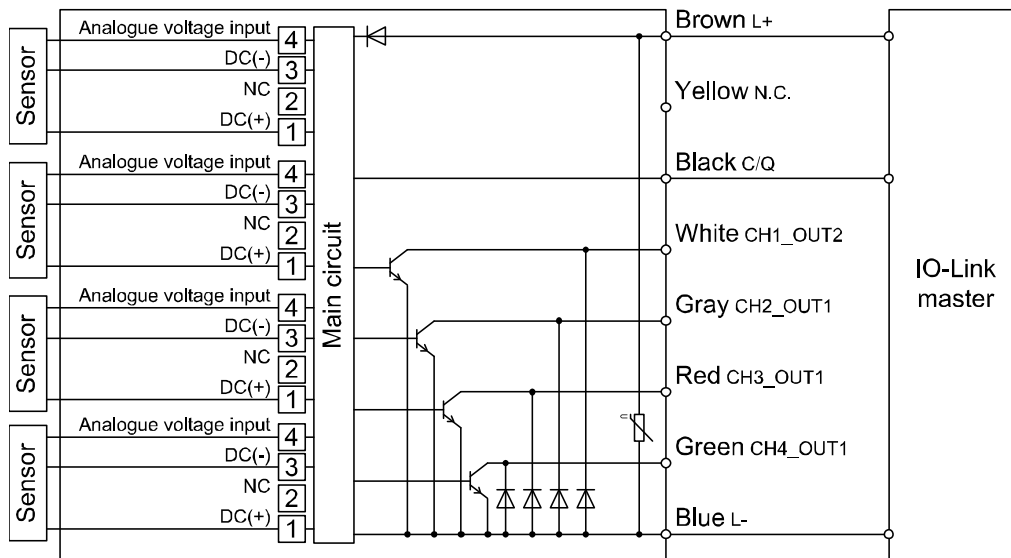 Sensor
Analogue voltage input 4
DC(-) 3
NC 2
DC(+) 1
Sensor
Analogue voltage input 4
DC(-) 3
NC 2
DC(+) 1
Sensor
Analogue voltage input 4
DC(-) 3
NC 2
DC(+) 1
Sensor
Analogue voltage input 4
DC(-) 3
NC 2
DC(+) 1
Main circuit
Brown L+
Yellow N.C.
Black C/Q
White CH1_OUT2
Gray CH2_OUT1
Red CH3_OUT1
Green CH4_OUT1
Blue L-
IO-Link
master